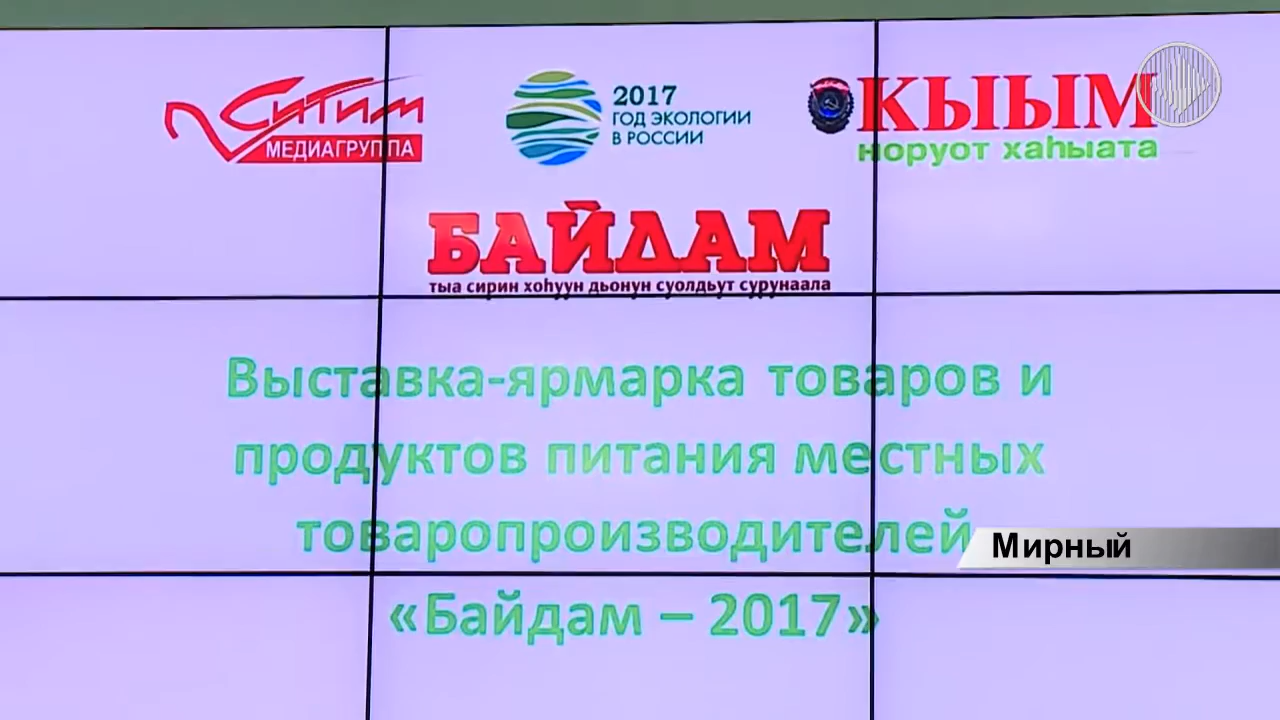 СИТИМ
МЕДИАГРУППА
2017
ГОД ЭКОЛОГИИ
В РОССИИ
КЫЫМ
норуот хаһыата
БАЙДАМ
тыа сирин хоһуун дьонун суолдьут сурунаала
Выставка-ярмарка товаров и
продуктов питания местных
товаропроизводителей
«Байдам – 2017»
Мирный